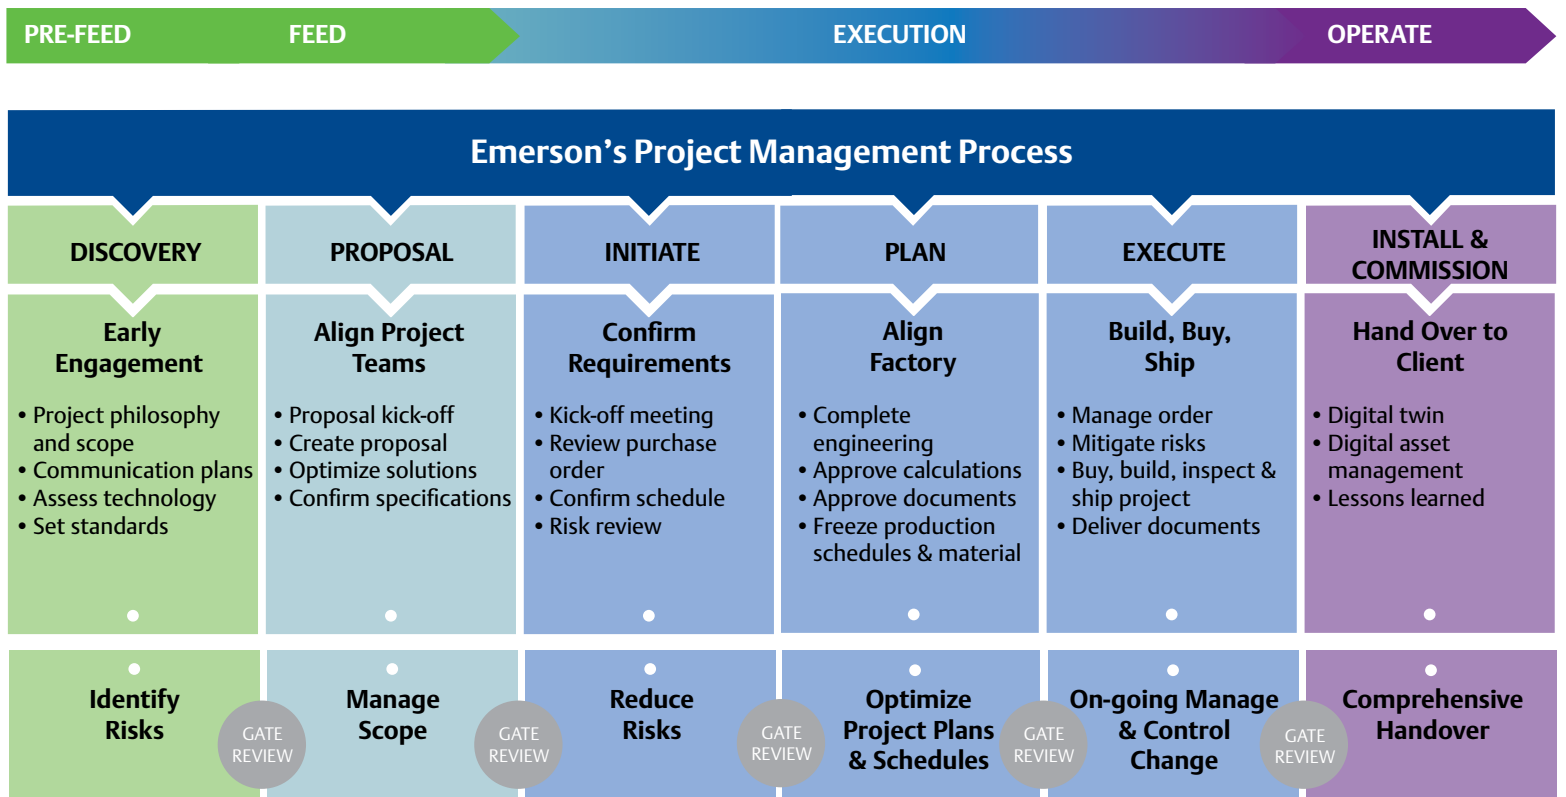 PRE-FEED
FEED
EXECUTION
OPERATE
Emerson’s Project Management Process
DISCOVERY
Early
Engagement
• Project philosophy
and scope
• Communication plans
• Assess technology
• Set standards
Identify
Risks
GATE
REVIEW
PROPOSAL
Align Project
Teams
• Proposal kick-off
• Create proposal
• Optimize solutions
• Confirm specifications
Manage
Scope
GATE
REVIEW
INITIATE
Confirm
Requirements
• Kick-off meeting
• Review purchase
order
• Confirm schedule
• Risk review
Reduce
Risks
GATE
REVIEW
PLAN
Align
Factory
• Complete
engineering
• Approve calculations
• Approve documents
• Freeze production
schedules & material
Optimize
Project Plans
& Schedules
GATE
REVIEW
EXECUTE
Build, Buy,
Ship
• Manage order
• Mitigate risks
• Buy, build, inspect &
ship project
• Deliver documents
On-going Manage
& Control
Change
GATE
REVIEW
INSTALL &
COMMISSION
Hand Over to
Client
• Digital twin
• Digital asset
management
• Lessons learned
Comprehensive
Handover